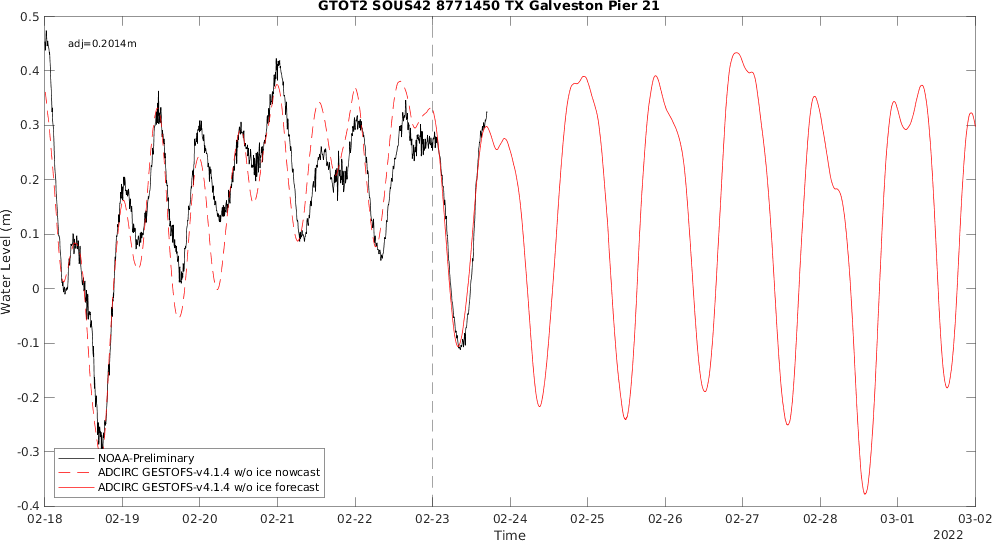 GTOT2 SOUS42 8771450 TX Galveston Pier 21
adj=0.2014m
0.5
0.4
0.3
0.2
0.1
0
-0.1
-0.2
-0.3
-0.4
Water Level (m)
NOAA-Preliminary
ADCIRC GESTOFS-v4.1.4 w/o ice nowcast
ADCIRC GESTOFS-v4.1.4 w/o ice forecast
02-18 02-19 02-20 02-21 02-22 02-23 02-24 02-25 02-26 02-27 02-28 03-01 03-02
Time
2022